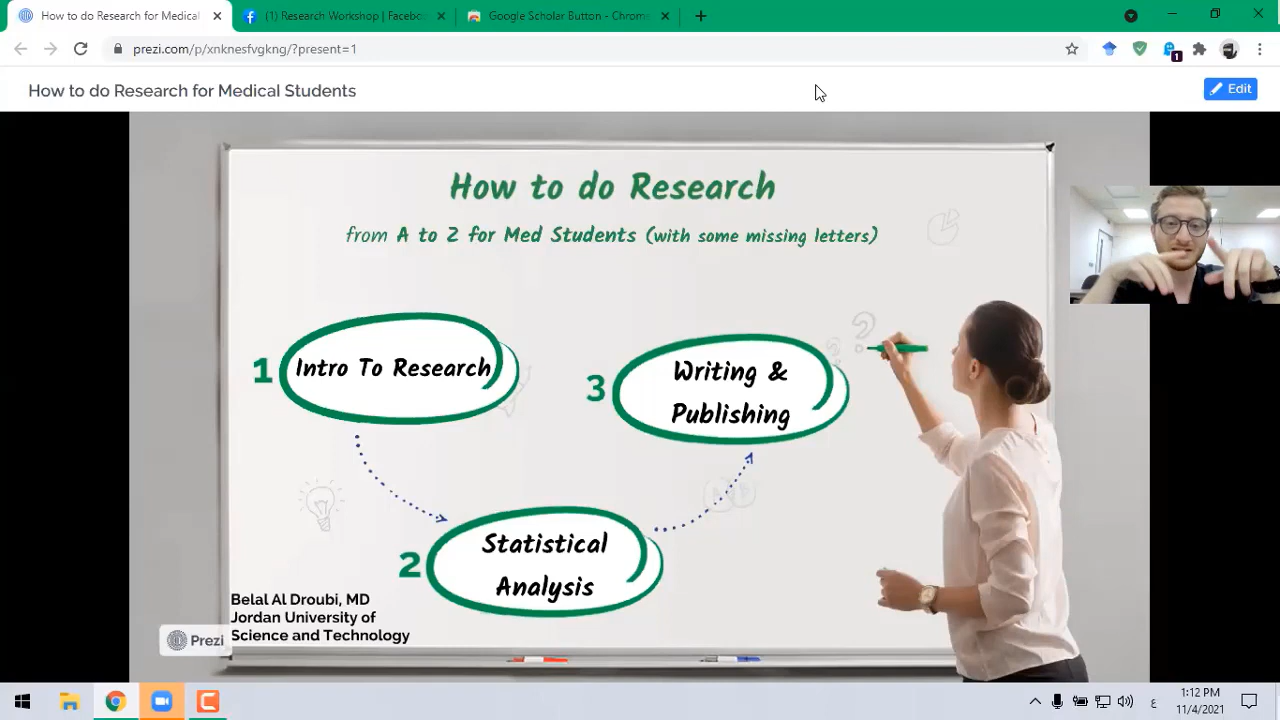 How to do Research for Medical
(1) Research Workshop | Facebo
Google Scholar Button - Chrome
prezi.com/p/xnknesfvgkng/?present=1
1
How to do Research for Medical Students
Edit
How to do Research
from A to Z for Med Students (with some missing letters)
1
Intro To Research
3
Writing &
Publishing
2
Statistical
Analysis
Belal Al Droubi, MD
Jordan University of
Science and Technology
Prezi
ع
1:12 PM
11/4/2021